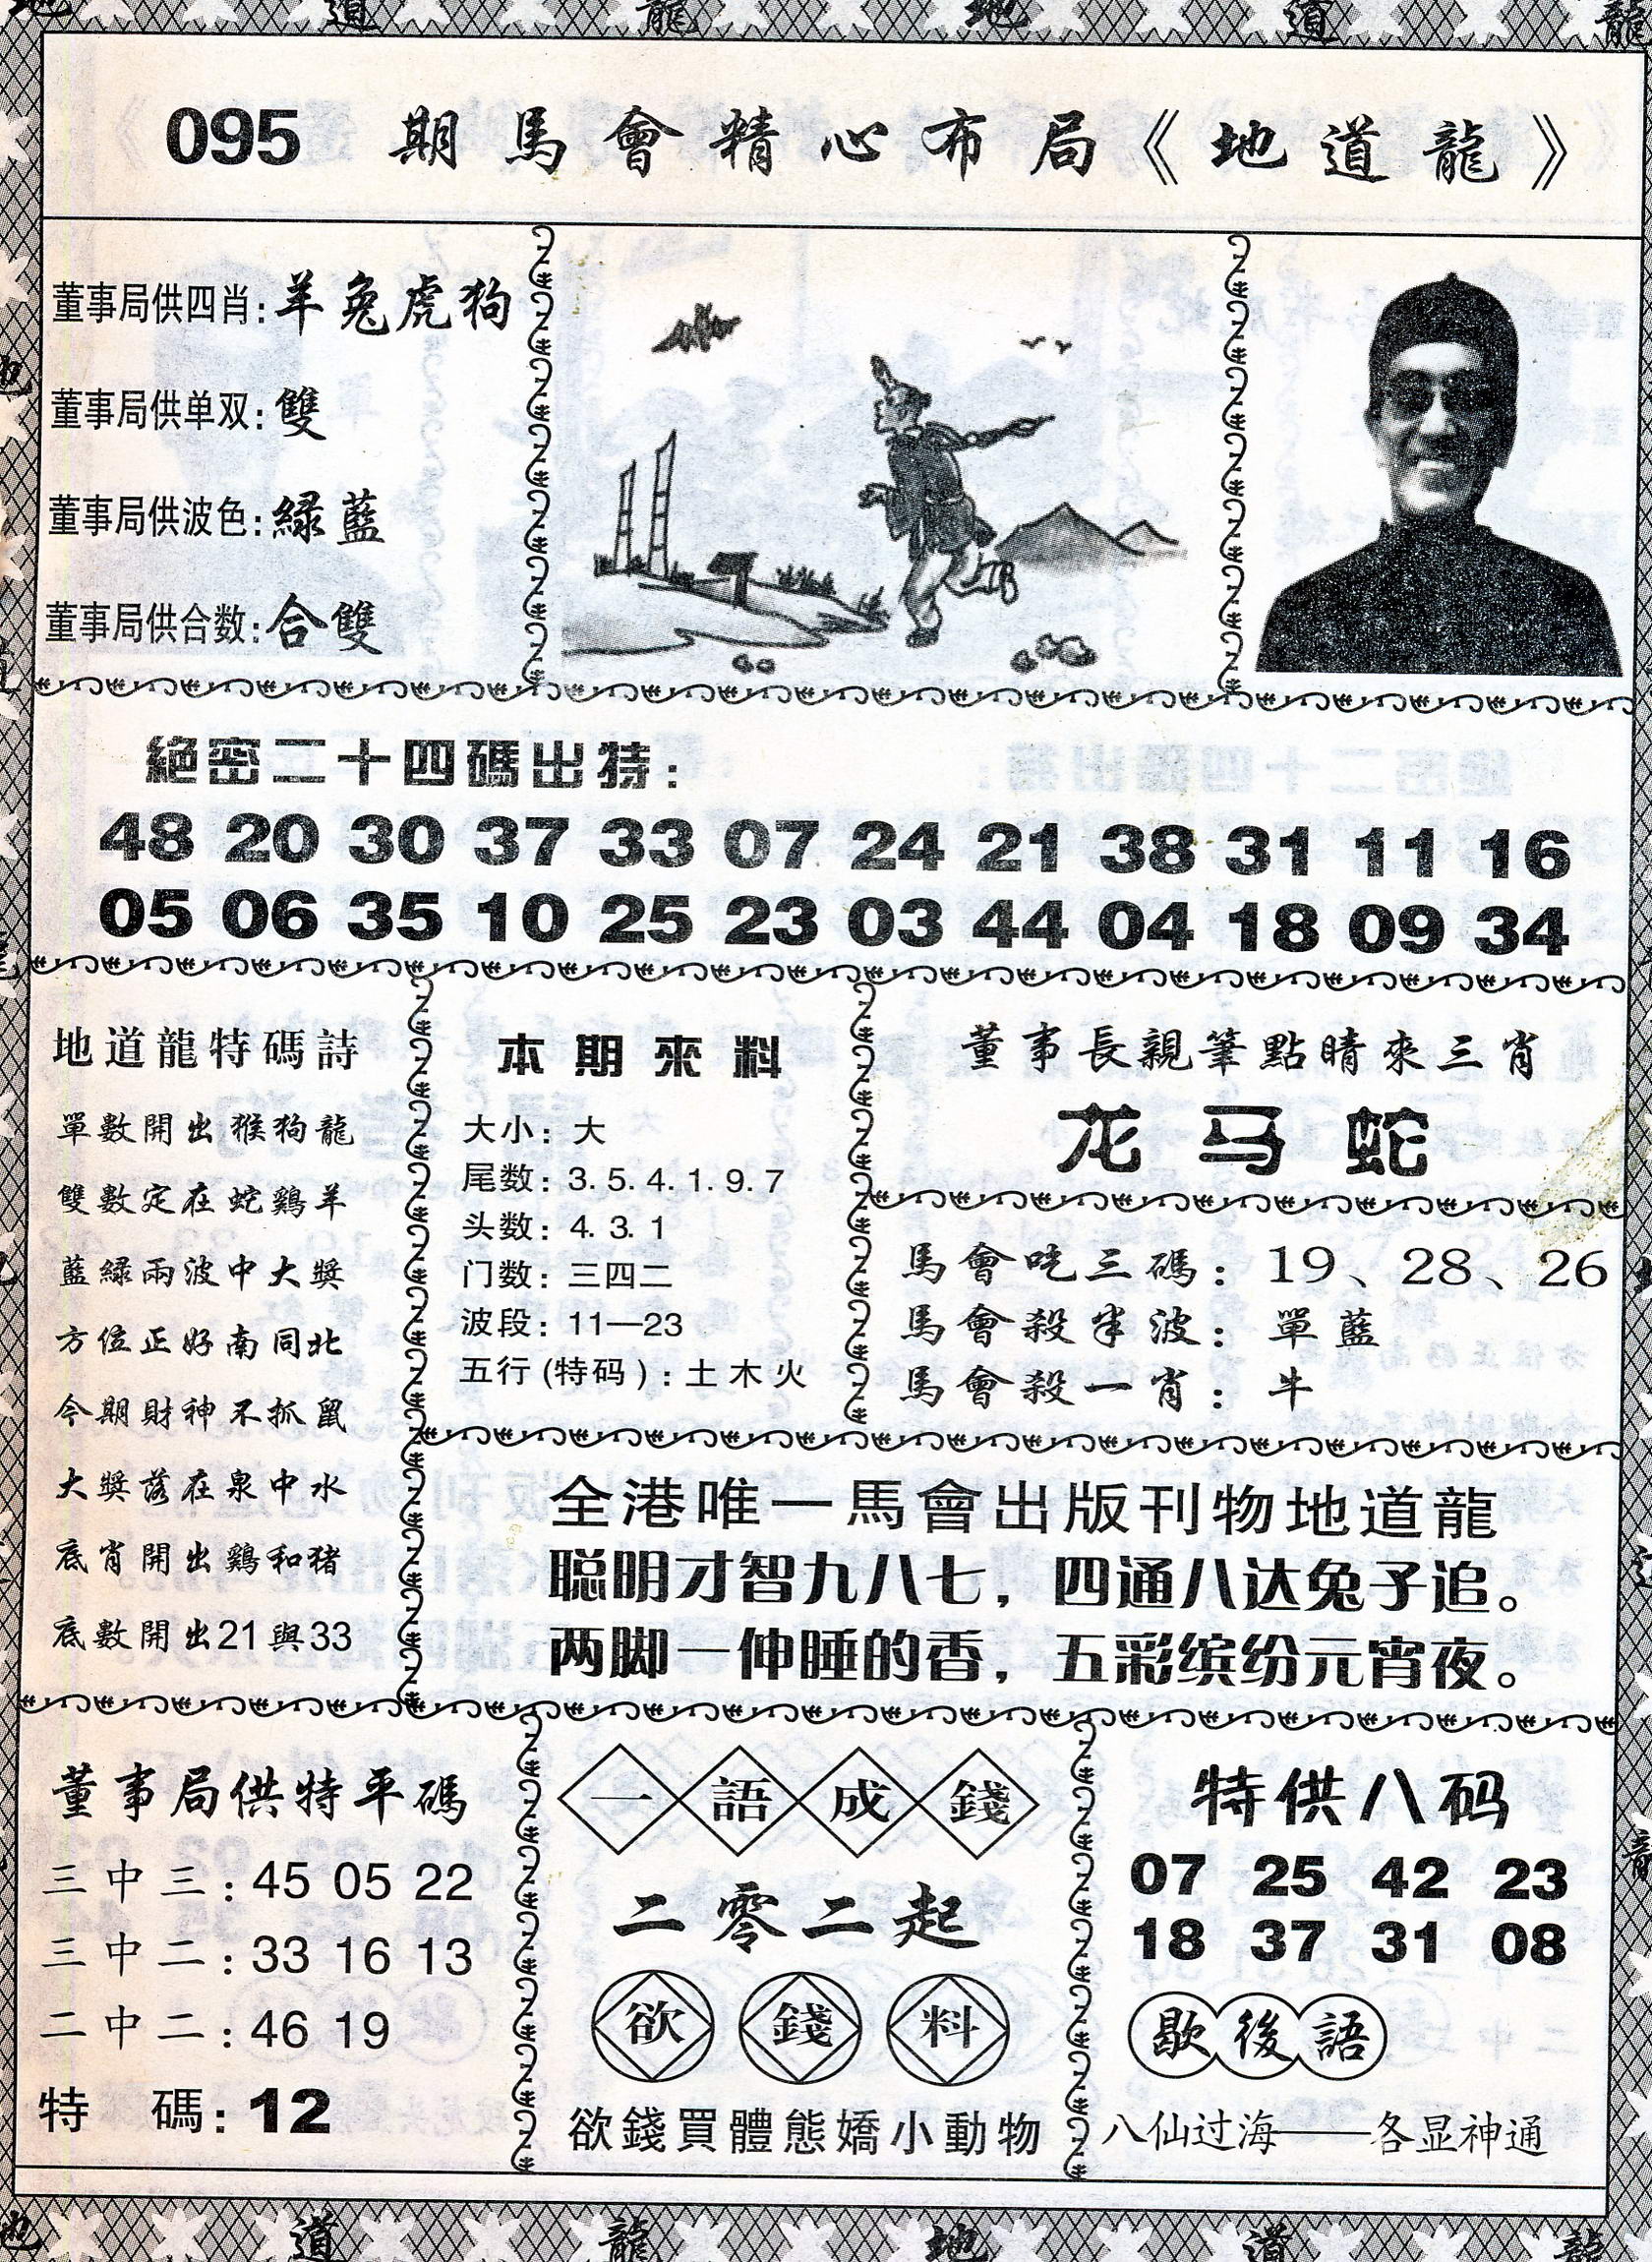 095 期馬會精心布局《地道龍》
董事局供四肖:羊兔虎狗
董事局供单双:雙
董事局供波色:緑藍
董事局供合数:合雙
絕密二十四碼出特:
48 20 30 37 33 07 24 21 38 31 11 16
05 06 35 10 25 23 03 44 04 18 09 34
地道龍特碼詩
單數開出猴狗龍
雙數定在蛇鷄羊
藍緑兩波中大獎
方位正好南同北
今期財神不抓鼠
大獎落在泉中水
底肖開出鷄和猪
底數開出21與33
本期來料
大小:大
尾数:3.5.4.1.9.7
头数:4.3.1
门数:三四二
波段:11—23
五行(特码):土木火
董事長親筆點睛來三肖
龙马蛇
馬會吃三碼:19、28、26
馬會殺半波:單藍
馬會殺一肖:牛
全港唯一馬會出版刊物地道龍
聪明才智九八七，四通八达兔子追。
两脚一伸睡的香，五彩缤纷元宵夜。
董事局供特平碼
三中三:45 05 22
三中二:33 16 13
二中二:46 19
特 碼:12
一語成錢
二零二起
欲錢料
欲錢買體態嬌小動物
特供八码
07 25 42 23
18 37 31 08
歇後語
八仙过海——各显神通